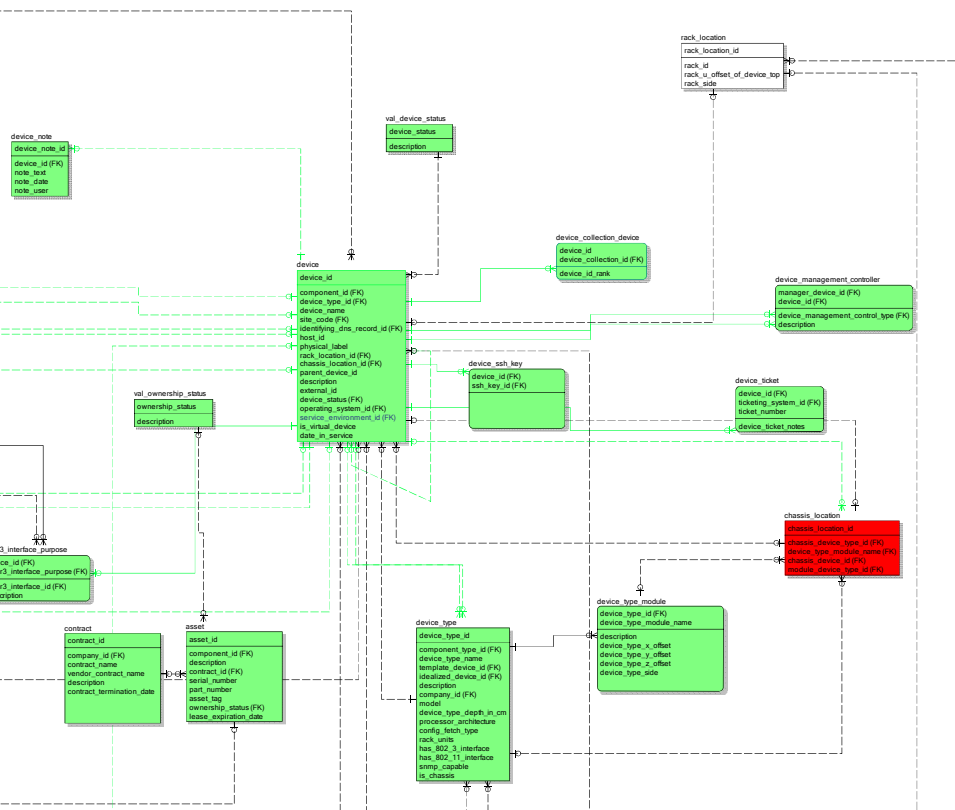 rack_location
rack_location_id
rack_id
rack_u_offset_of_device_top
rack_side
val_device_status
device_status
description
device_note
device_note_id
device_id (FK)
note_text
note_date
note_user
device_collection_device
device_id
device_collection_id (FK)
device_id_rank
device
device_id
component_id (FK)
device_type_id (FK)
device_name
site_code (FK)
identifying_dns_record_id (FK)
host_id
physical_label
rack_location_id (FK)
chassis_location_id (FK)
parent_device_id
description
external_id
device_status (FK)
operating_system_id (FK)
service_environment_id (FK)
is_virtual_device
date_in_service
device_management_controller
manager_device_id (FK)
device_id (FK)
device_management_control_type (FK)
description
device_ssh_key
device_id (FK)
ssh_key_id (FK)
device_ticket
device_id (FK)
ticketing_system_id (FK)
ticket_number
device_ticket_notes
val_ownership_status
ownership_status
description
chassis_location
chassis_location_id
chassis_device_type_id (FK)
device_type_module_name (FK)
chassis_device_id (FK)
module_device_type_id (FK)
3_interface_purpose
ce_id (FK)
r3_interface_purpose (FK)
r3_interface_id (FK)
cription
device_type_module
device_type_id (FK)
device_type_module_name
description
device_type_x_offset
device_type_y_offset
device_type_z_offset
device_type_side
contract
contract_id
company_id (FK)
contract_name
vendor_contract_name
description
contract_termination_date
asset
asset_id
component_id (FK)
description
contract_id (FK)
serial_number
part_number
asset_tag
ownership_status (FK)
lease_expiration_date
device_type
device_type_id
component_type_id (FK)
device_type_name
template_device_id (FK)
idealized_device_id (FK)
description
company_id (FK)
model
device_type_depth_in_cm
processor_architecture
config_fetch_type
rack_units
has_802_3_interface
has_802_11_interface
snmp_capable
is_chassis